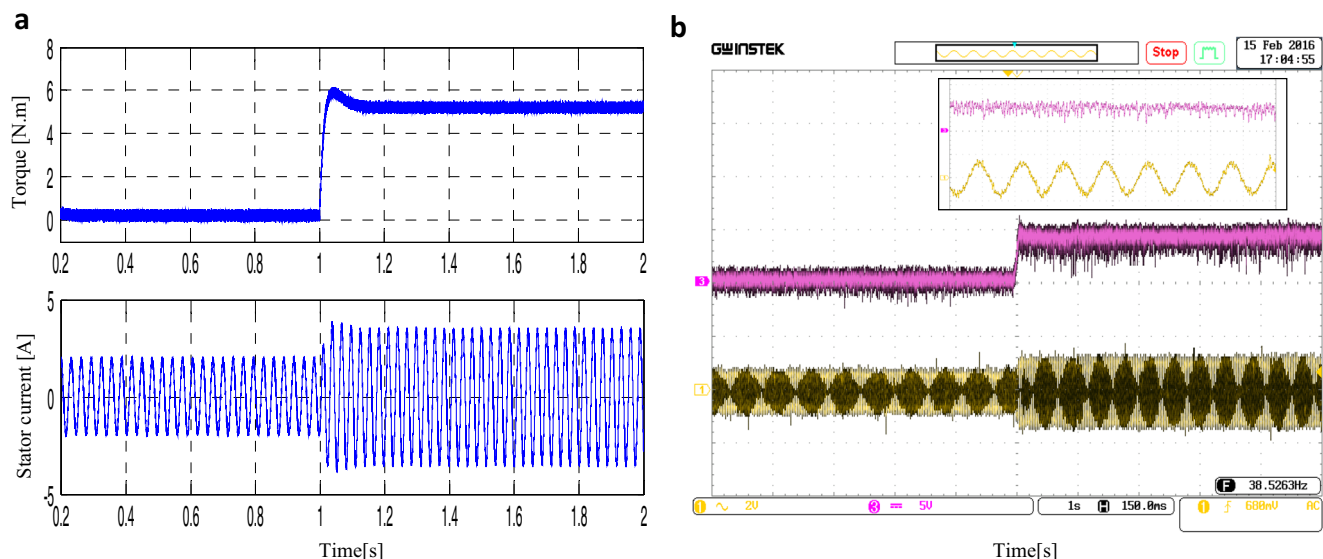 a
Torque [N.m]
8
6
4
2
0
0.2 0.4 0.6 0.8 1 1.2 1.4 1.6 1.8 2
Stator current [A]
5
0
-5
0.2 0.4 0.6 0.8 1 1.2 1.4 1.6 1.8 2
Time[s]
b
GWINSTEK
Stop
15 Feb 2016
17:04:55
3
1
3
1
F 38.5263Hz
1 2V
3 5V
1s H 150.0ms
1 680mV AC
Time[s]